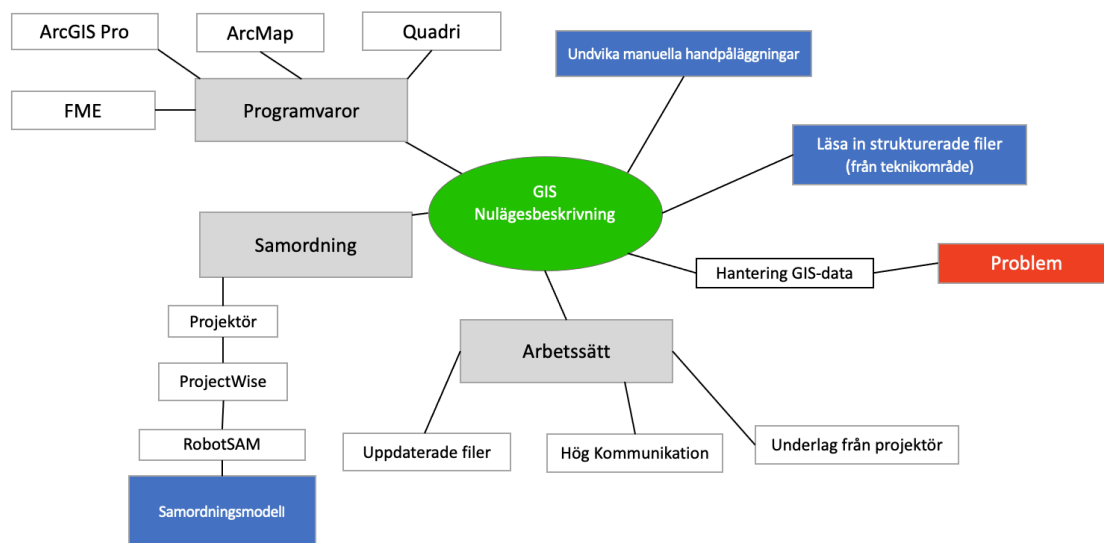 ArcGIS Pro
ArcMap
Quadri
FME
Programvaror
Undvika manuella handpåläggningar
Läsa in strukturerade filer
(från teknikområde)
GIS
Nulägesbeskrivning
Samordning
Hantering GIS-data
Problem
Projektör
ProjectWise
RobotSAM
Samordningsmodell
Arbetssätt
Uppdaterade filer
Hög Kommunikation
Underlag från projektör